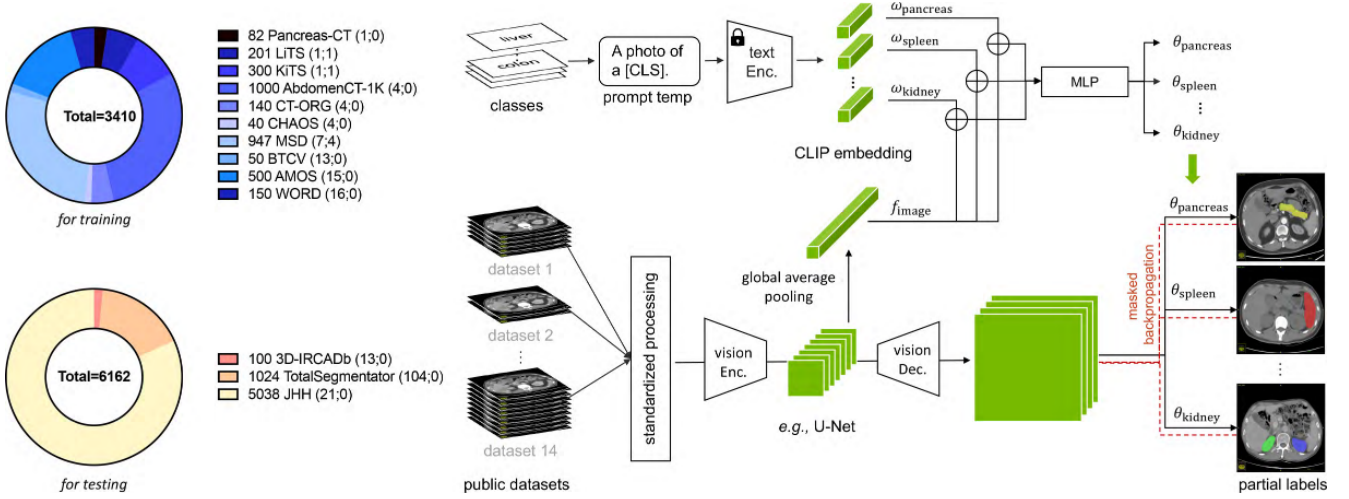 Total=3410
for training
82 Pancreas-CT (1;0)
201 LiTS (1;1)
300 KiTS (1;1)
1000 AbdomenCT-1K (4;0)
140 CT-ORG (4;0)
40 CHAOS (4;0)
947 MSD (7;4)
50 BTCV (13;0)
500 AMOS (15;0)
150 WORD (16;0)
Total=6162
for testing
100 3D-IRCADb (13;0)
1024 TotalSegmentator (104;0)
5038 JHH (21;0)
liver
colon
classes
A photo of
a [CLS].
prompt temp
text
Enc.
ωpancreas
ωspleen
⋮
ωkidney
CLIP embedding
MLP
θpancreas
θspleen
⋮
θkidney
dataset 1
dataset 2
⋮
dataset 14
public datasets
standardized processing
vision
Enc.
global average
pooling
fimage
e.g., U-Net
vision
Dec.
masked
backpropagation
θpancreas
θspleen
⋮
θkidney
partial labels